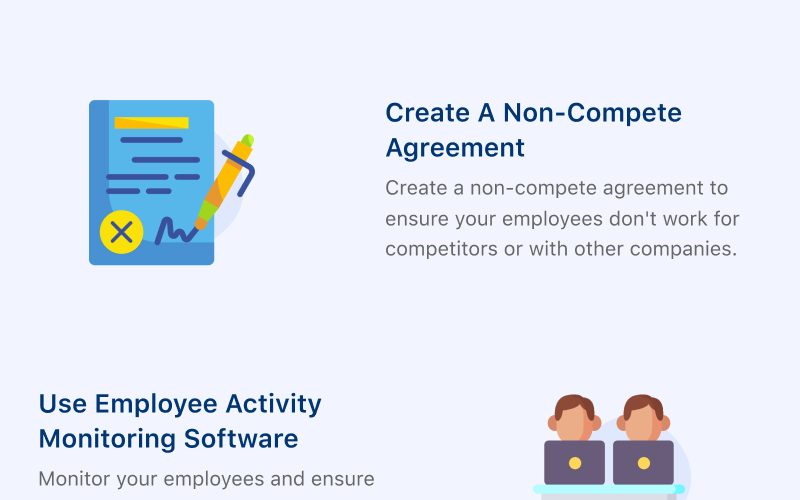 Create A Non-Compete
Agreement
Create a non-compete agreement to
ensure your employees don't work for
competitors or with other companies.
Use Employee Activity
Monitoring Software
Monitor your employees and ensure